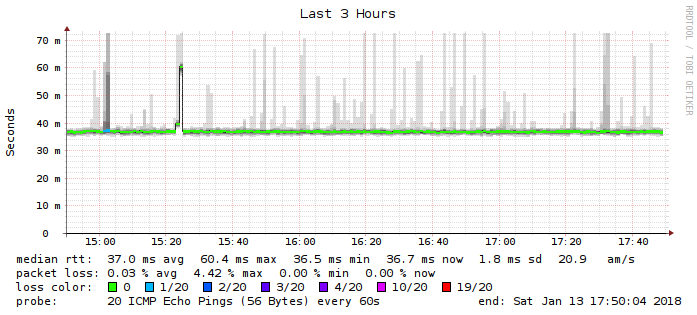 Last 3 Hours
RRDTOOL / TOBI OETIKER
Seconds
70 m
60 m
50 m
40 m
30 m
20 m
10 m
0
15:00 15:20 15:40 16:00 16:20 16:40 17:00 17:20 17:40
median rtt: 37.0 ms avg 60.4 ms max 36.5 ms min 36.7 ms now 1.8 ms sd 20.9 am/s
packet loss: 0.03 % avg 4.42 % max 0.00 % min 0.00 % now
loss color: 0 1/20 2/20 3/20 4/20 10/20 19/20
probe: 20 ICMP Echo Pings (56 Bytes) every 60s end: Sat Jan 13 17:50:04 2018